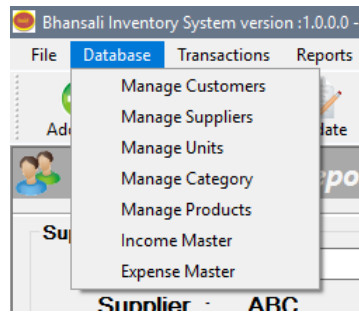 Bhansali Inventory System version :1.0.0.0 -
File Database Transactions Reports
Manage Customers
Manage Suppliers
Manage Units
Manage Category
Manage Products
Income Master
Expense Master
Supplier : ABC